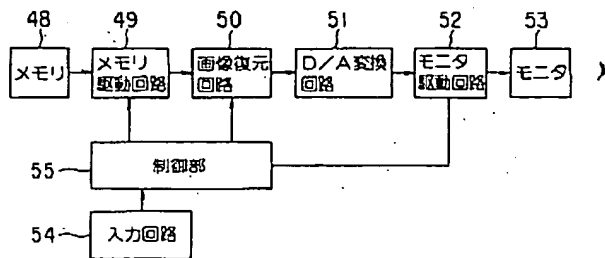 48
49
50
51
52
53
メモリ
メモリ
駆動回路
画像復元
回路
D/A変換
回路
モニタ
駆動回路
モニタ
制御部
55
入力回路
54